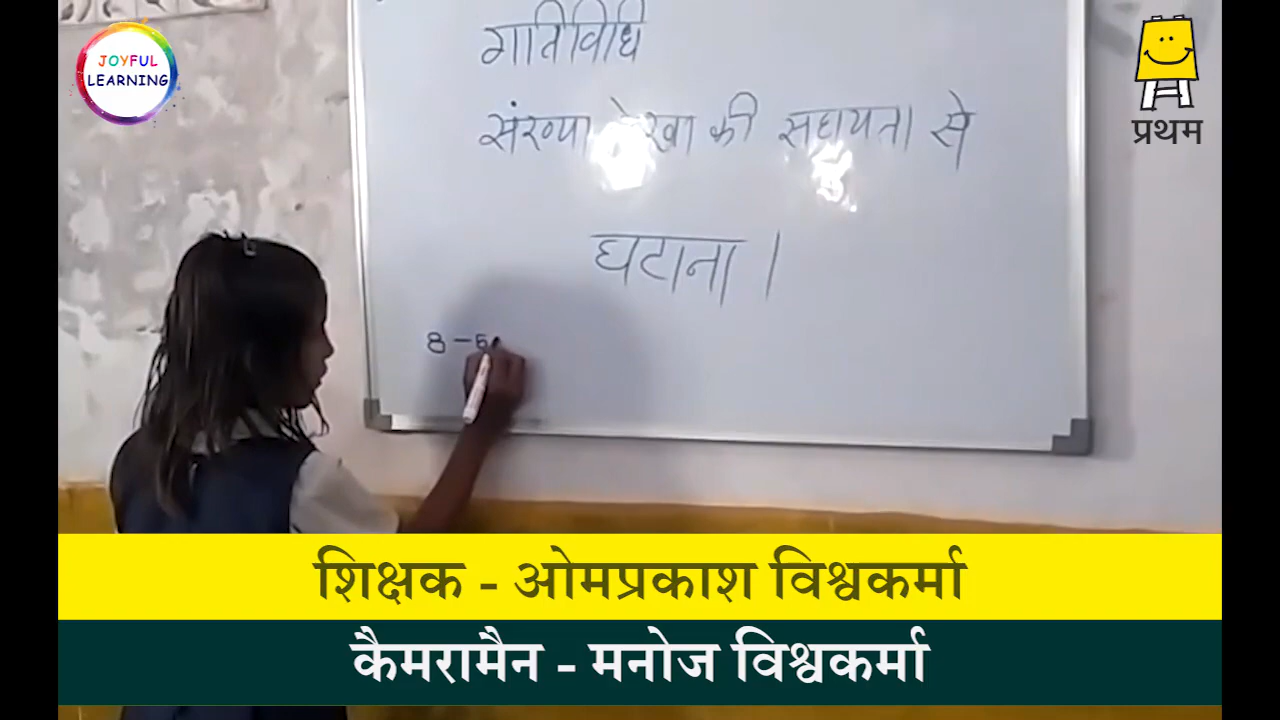 JOYFUL
LEARNING
प्रथम
गतिविधि
संख्या रेखा की सहायता से
घटाना।
8-5
शिक्षक - ओमप्रकाश विश्वकर्मा
कैमरामैन - मनोज विश्वकर्मा